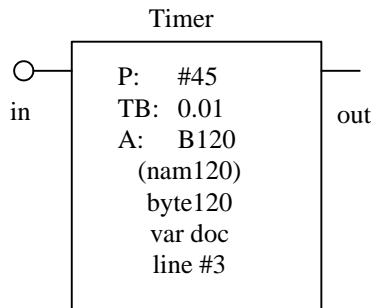 Timer
P: #45
in
TB: 0.01
out
A: B120
(nam120)
byte120
var doc
line #3